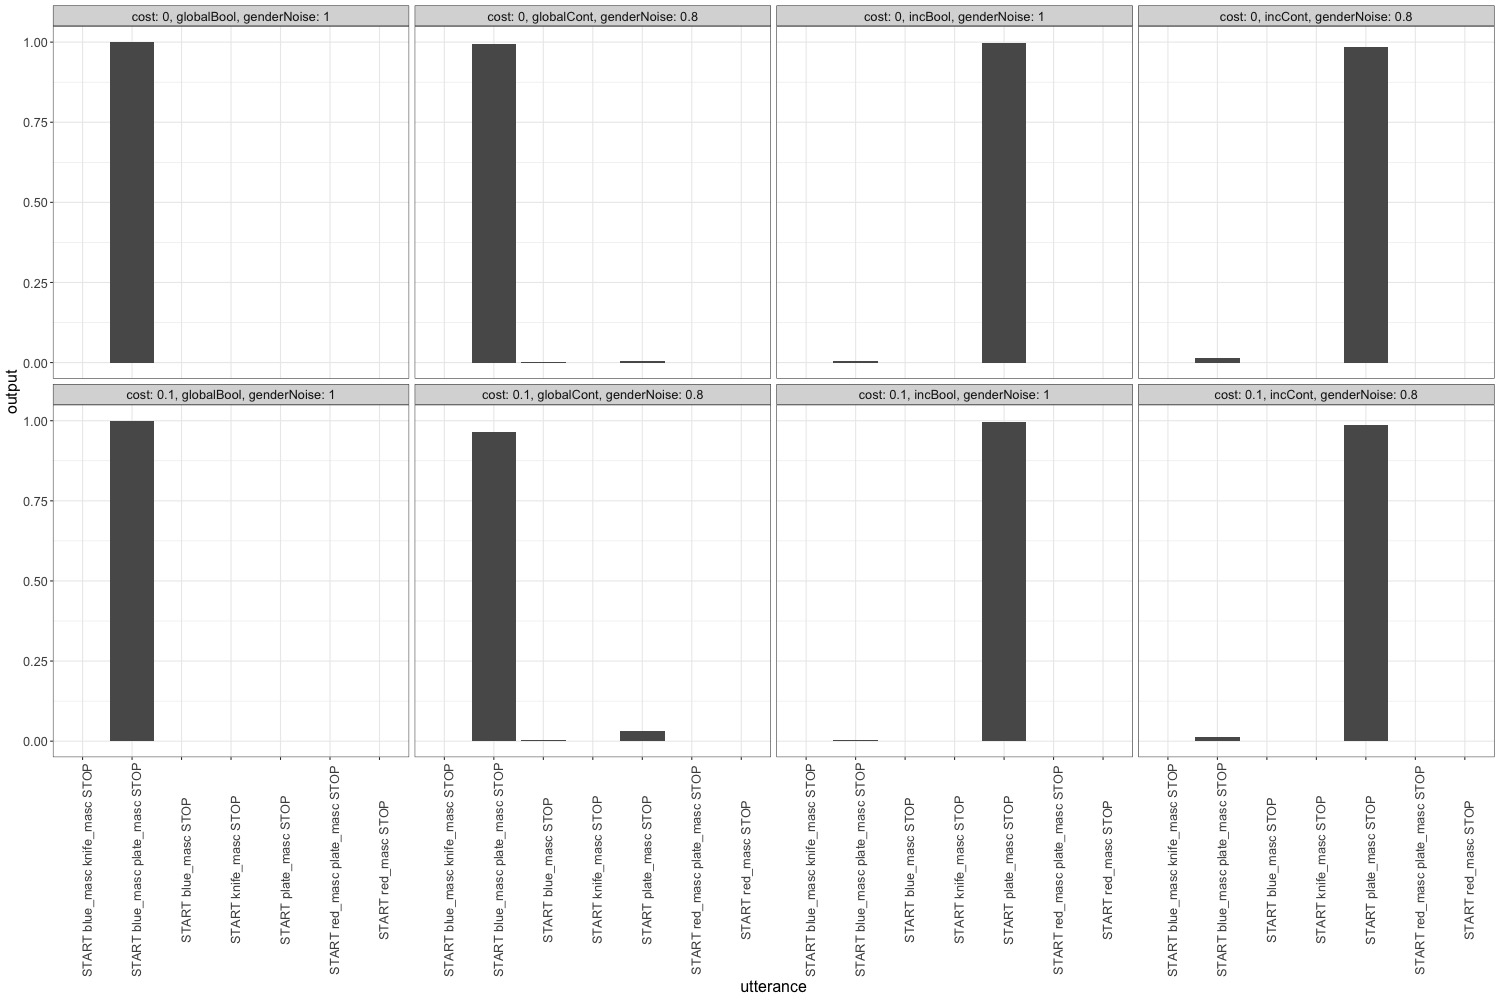 cost: 0, globalBool, genderNoise: 1
cost: 0, globalCont, genderNoise: 0.8
cost: 0, incBool, genderNoise: 1
cost: 0, incCont, genderNoise: 0.8
1.00
0.75
0.50
0.25
0.00
output
cost: 0.1, globalBool, genderNoise: 1
cost: 0.1, globalCont, genderNoise: 0.8
cost: 0.1, incBool, genderNoise: 1
cost: 0.1, incCont, genderNoise: 0.8
1.00
0.75
0.50
0.25
0.00
START blue_masc knife_masc STOP
START blue_masc plate_masc STOP
START blue_masc STOP
START knife_masc STOP
START plate_masc STOP
START red_masc plate_masc STOP
START red_masc STOP
START blue_masc knife_masc STOP
START blue_masc plate_masc STOP
START blue_masc STOP
START knife_masc STOP
START plate_masc STOP
START red_masc plate_masc STOP
START red_masc STOP
START blue_masc knife_masc STOP
START blue_masc plate_masc STOP
START blue_masc STOP
START knife_masc STOP
START plate_masc STOP
START red_masc plate_masc STOP
START red_masc STOP
START blue_masc knife_masc STOP
START blue_masc plate_masc STOP
START blue_masc STOP
START knife_masc STOP
START plate_masc STOP
START red_masc plate_masc STOP
START red_masc STOP
utterance